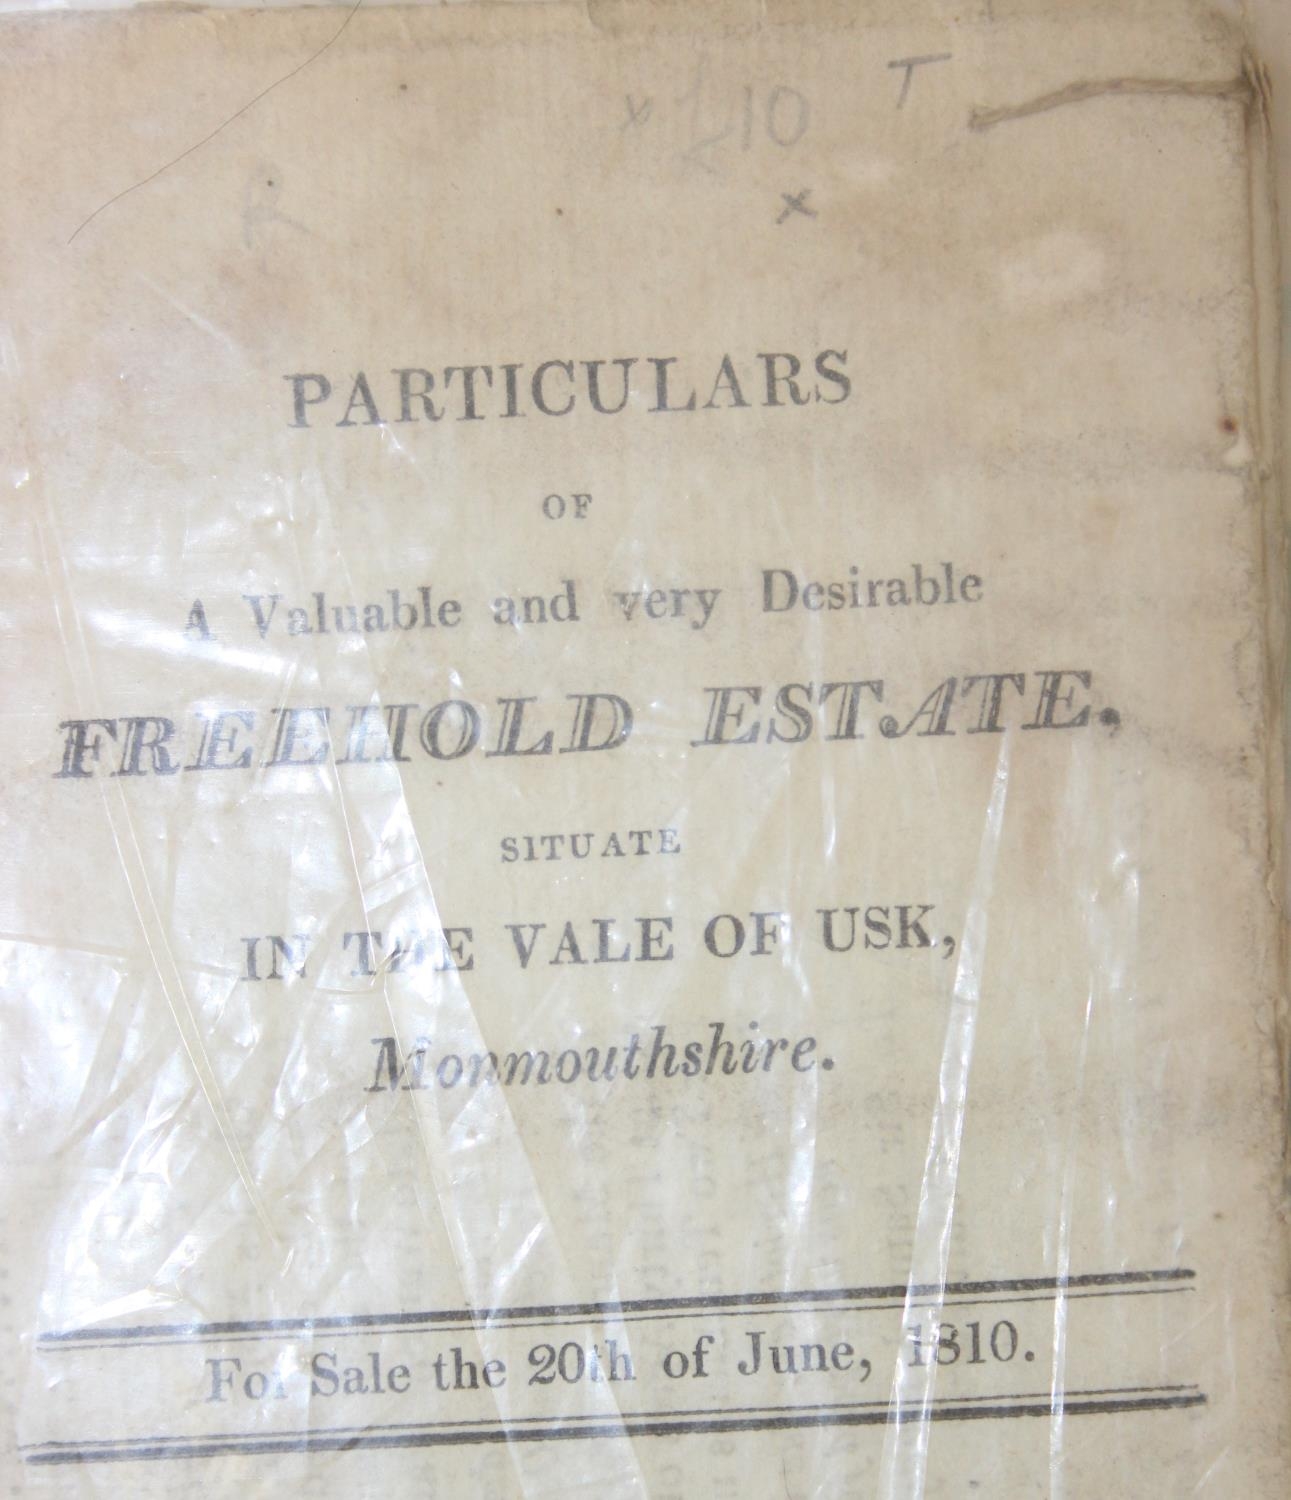 T
x £10
x
R
PARTICULARS
OF
A Valuable and very Desirable
FREEHOLD ESTATE.
SITUATE
IN THE VALE OF USK,
Monmouthshire.
For Sale the 20th of June, 1810.